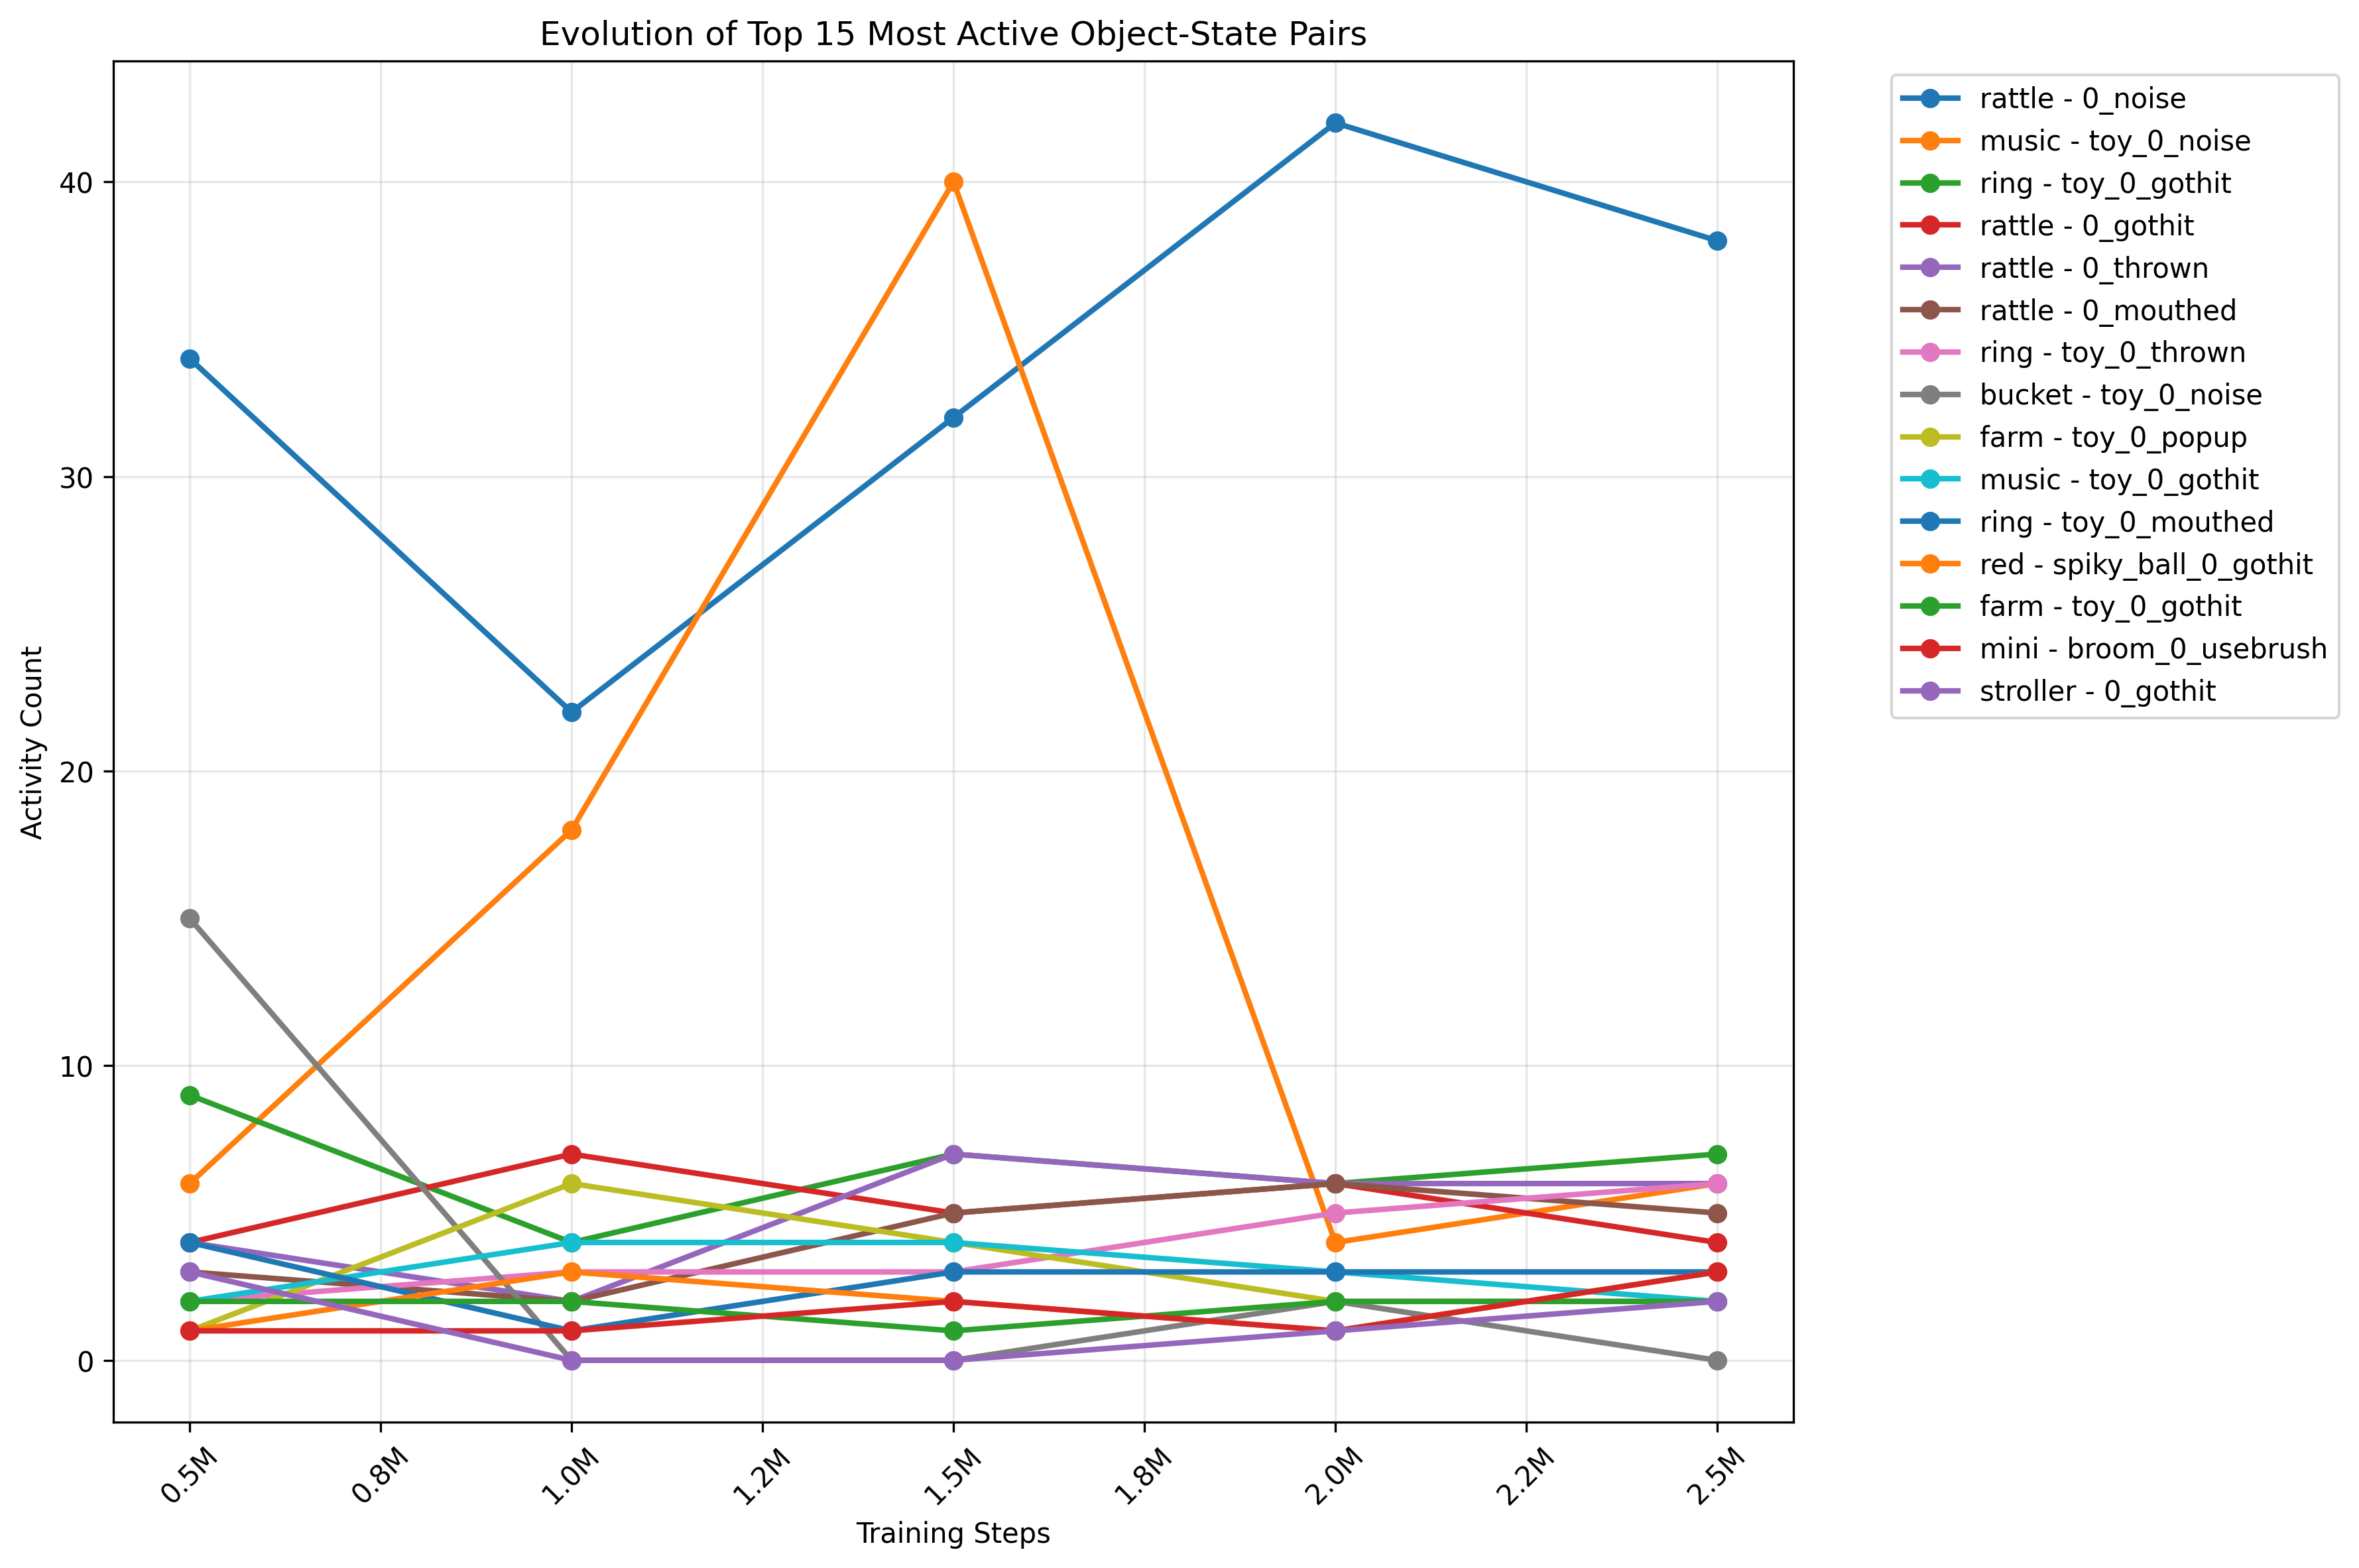 Evolution of Top 15 Most Active Object-State Pairs
Activity Count
40
30
20
10
0
0.5M
0.8M
1.0M
1.2M
1.5M
1.8M
2.0M
2.2M
2.5M
Training Steps
rattle - 0_noise
music - toy_0_noise
ring - toy_0_gothit
rattle - 0_gothit
rattle - 0_thrown
rattle - 0_mouthed
ring - toy_0_thrown
bucket - toy_0_noise
farm - toy_0_popup
music - toy_0_gothit
ring - toy_0_mouthed
red - spiky_ball_0_gothit
farm - toy_0_gothit
mini - broom_0_usebrush
stroller - 0_gothit